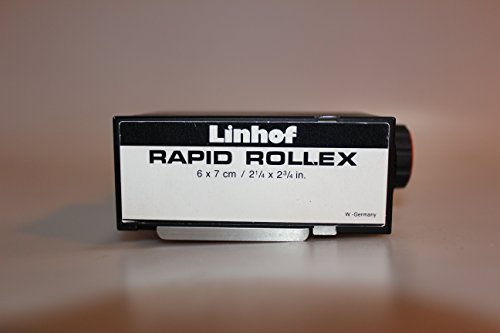 Linhof
RAPID ROLLEX
6 x 7 cm / 2¼ x 2¾ in.
W.-Germany